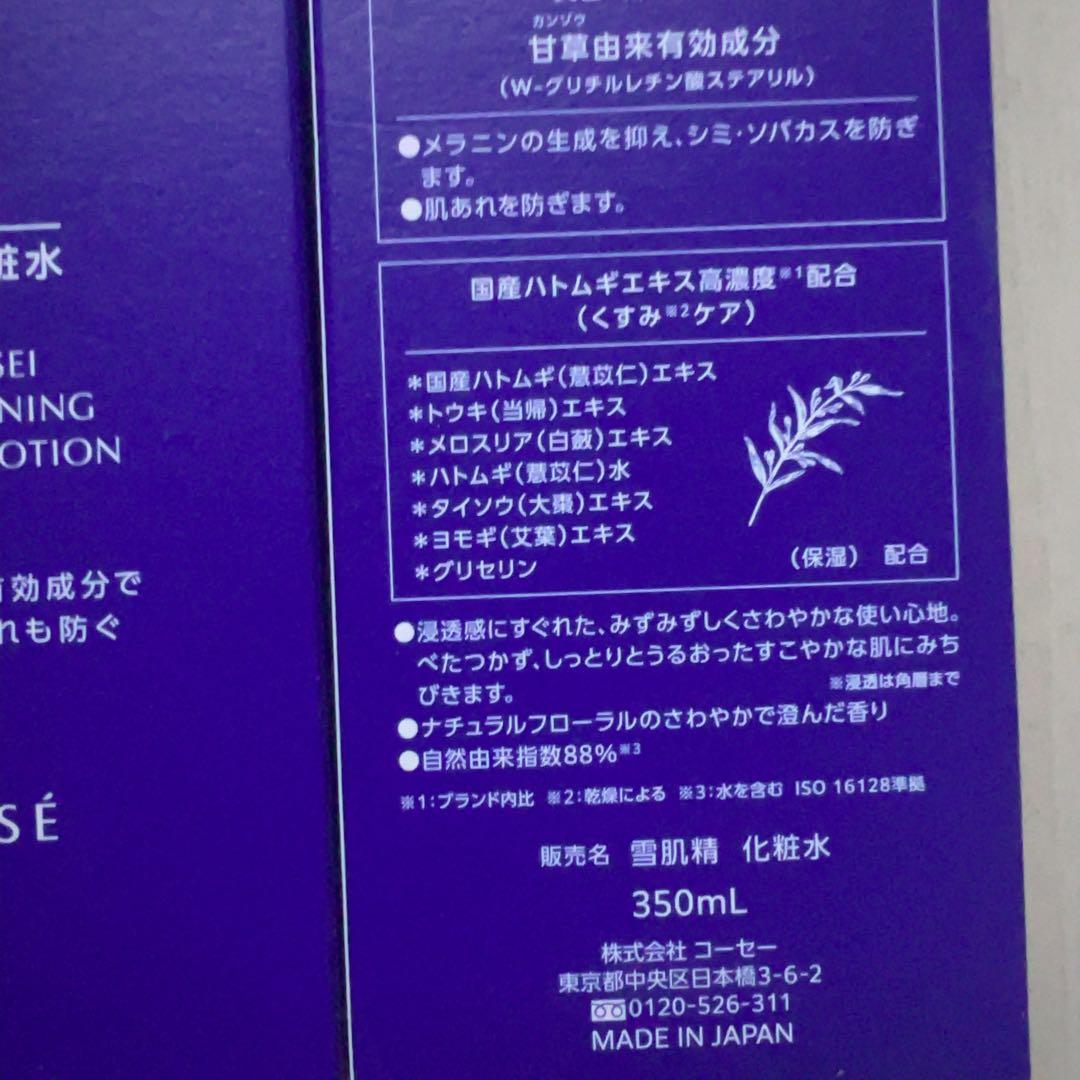 粧水
SEI
NING
OTION
効成分で
れも防ぐ
SÉ
カンゾウ
甘草由来有効成分
(W-グリチルレチン酸ステアリル)
●メラニンの生成を抑え、シミ・ソバカスを防ぎ
ます。
●肌あれを防ぎます。
国産ハトムギエキス高濃度※1配合
(くすみ※2ケア)
*国産ハトムギ(薏苡仁)エキス
*トウキ(当帰)エキス
*メロスリア(白蘞)エキス
*ハトムギ(薏苡仁)水
*タイソウ(大棗)エキス
*ヨモギ(艾葉)エキス
*グリセリン
(保湿) 配合
●浸透感にすぐれた、みずみずしくさわやかな使い心地。
べたつかず、しっとりとうるおったすこやかな肌にみち
びきます。
※浸透は角層まで
●ナチュラルフローラルのさわやかで澄んだ香り
●自然由来指数88%※3
※1:ブランド内比 ※2:乾燥による ※3:水を含む ISO 16128準拠
販売名 雪肌精 化粧水
350mL
株式会社 コーセー
東京都中央区日本橋3-6-2
0120-526-311
MADE IN JAPAN